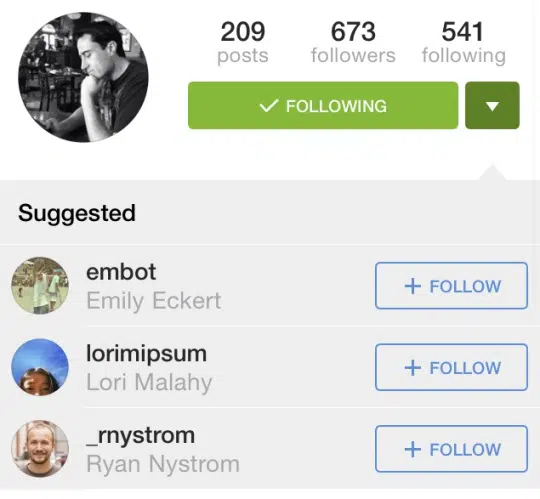 209 673 541
posts followers following
FOLLOWING
Suggested
embot
Emily Eckert
+ FOLLOW
lorimipsum
Lori Malahy
+ FOLLOW
_rnystrom
Ryan Nystrom
+ FOLLOW